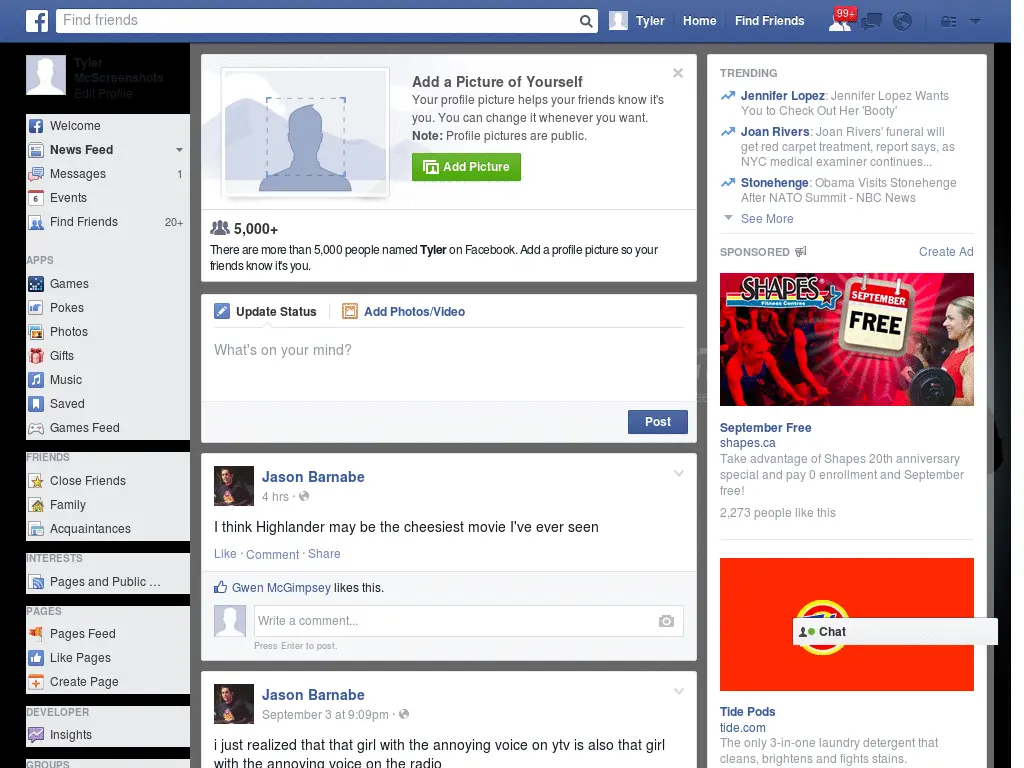 Find friends
Tyler
Home
Find Friends
99+
Tyler
McScreenshots
Edit Profile
Welcome
News Feed
Messages 1
Events
Find Friends 20+
APPS
Games
Pokes
Photos
Gifts
Music
Saved
Games Feed
FRIENDS
Close Friends
Family
Acquaintances
INTERESTS
Pages and Public ...
PAGES
Pages Feed
Like Pages
Create Page
DEVELOPER
Insights
GROUPS
Add a Picture of Yourself
Your profile picture helps your friends know it's
you. You can change it whenever you want.
Note: Profile pictures are public.
Add Picture
5,000+
There are more than 5,000 people named Tyler on Facebook. Add a profile picture so your
friends know it's you.
Update Status
Add Photos/Video
What's on your mind?
Post
Jason Barnabe
4 hrs ·
I think Highlander may be the cheesiest movie I've ever seen
Like · Comment · Share
Gwen McGimpsey likes this.
Write a comment...
Press Enter to post.
Jason Barnabe
September 3 at 9:09pm ·
i just realized that that girl with the annoying voice on ytv is also that girl
with the annoying voice on the radio
TRENDING
Jennifer Lopez: Jennifer Lopez Wants
You to Check Out Her 'Booty'
Joan Rivers: Joan Rivers' funeral will
get red carpet treatment, report says, as
NYC medical examiner continues...
Stonehenge: Obama Visits Stonehenge
After NATO Summit - NBC News
See More
SPONSORED
Create Ad
SHAPES
Fitness Centres
SEPTEMBER
FREE
September Free
shapes.ca
Take advantage of Shapes 20th anniversary
special and pay 0 enrollment and September
free!
2,273 people like this
Chat
Tide Pods
tide.com
The only 3-in-one laundry detergent that
cleans, brightens and fights stains.